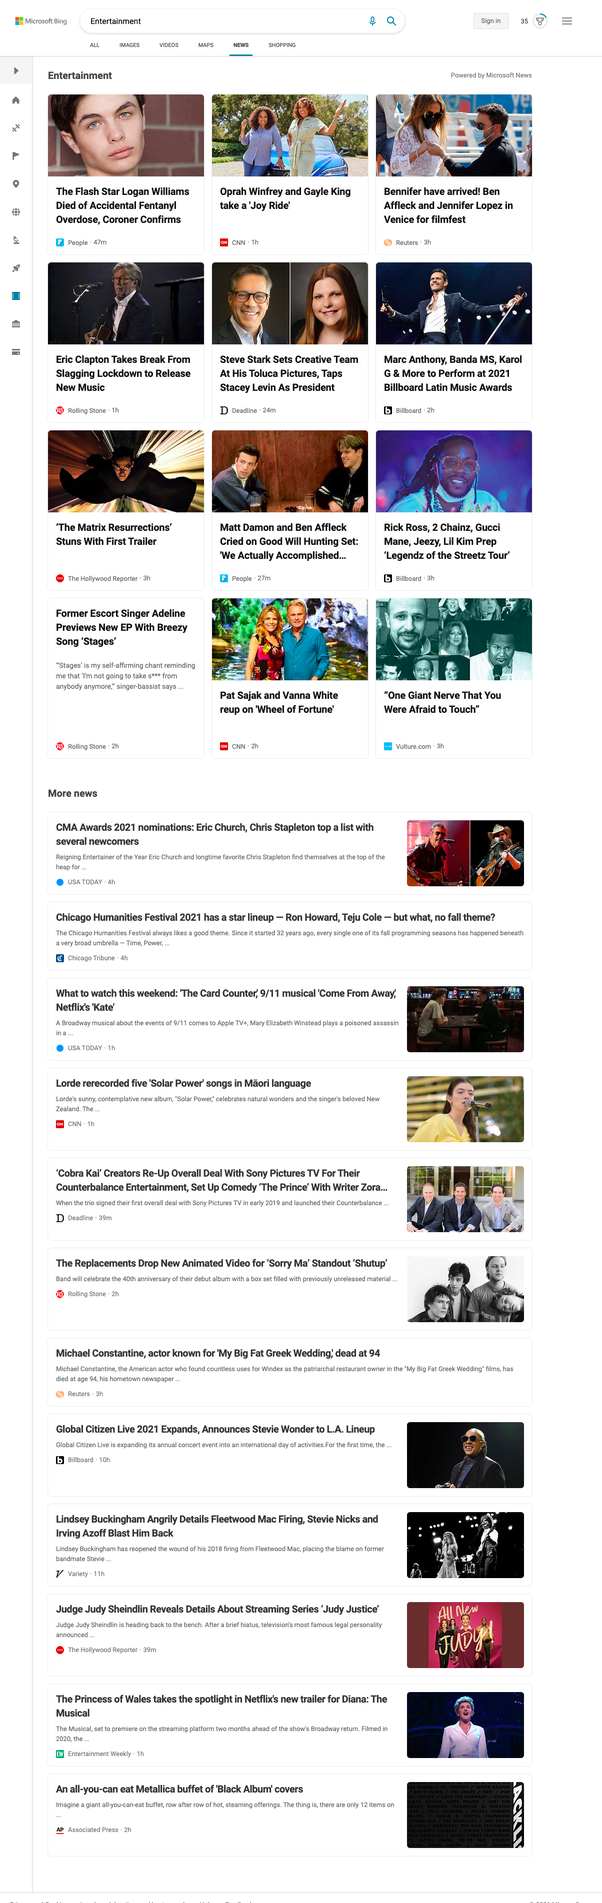 Microsoft Bing
Entertainment
Sign in
35
ALL IMAGES VIDEOS MAPS NEWS SHOPPING
Entertainment
Powered by Microsoft News
The Flash Star Logan Williams
Died of Accidental Fentanyl
Overdose, Coroner Confirms
People · 47m
Oprah Winfrey and Gayle King
take a 'Joy Ride'
CNN · 1h
Bennifer have arrived! Ben
Affleck and Jennifer Lopez in
Venice for filmfest
Reuters · 3h
Eric Clapton Takes Break From
Slagging Lockdown to Release
New Music
Rolling Stone · 1h
Steve Stark Sets Creative Team
At His Toluca Pictures, Taps
Stacey Levin As President
Deadline · 24m
Marc Anthony, Banda MS, Karol
G & More to Perform at 2021
Billboard Latin Music Awards
Billboard · 2h
‘The Matrix Resurrections’
Stuns With First Trailer
The Hollywood Reporter · 3h
Matt Damon and Ben Affleck
Cried on Good Will Hunting Set:
'We Actually Accomplished...
People · 27m
Rick Ross, 2 Chainz, Gucci
Mane, Jeezy, Lil Kim Prep
‘Legendz of the Streetz Tour’
Billboard · 3h
Former Escort Singer Adeline
Previews New EP With Breezy
Song ‘Stages’
“‘Stages’ is my self-affirming chant reminding
me that ‘I'm not going to take s*** from
anybody anymore,” singer-bassist says ...
Rolling Stone · 2h
Pat Sajak and Vanna White
reup on 'Wheel of Fortune'
CNN · 2h
“One Giant Nerve That You
Were Afraid to Touch”
Vulture.com · 3h
More news
CMA Awards 2021 nominations: Eric Church, Chris Stapleton top a list with
several newcomers
Reigning Entertainer of the Year Eric Church and longtime favorite Chris Stapleton find themselves at the top of the
heap for ...
USA TODAY · 4h
Chicago Humanities Festival 2021 has a star lineup — Ron Howard, Teju Cole — but what, no fall theme?
The Chicago Humanities Festival always likes a good theme. Since it started 32 years ago, every single one of its fall programming seasons has happened beneath
a very broad umbrella — Time, Power, ...
Chicago Tribune · 4h
What to watch this weekend: 'The Card Counter,' 9/11 musical 'Come From Away,'
Netflix's 'Kate'
A Broadway musical about the events of 9/11 comes to Apple TV+, Mary Elizabeth Winstead plays a poisoned assassin
in a ...
USA TODAY · 1h
Lorde rerecorded five 'Solar Power' songs in Māori language
Lorde's sunny, contemplative new album, "Solar Power," celebrates natural wonders and the singer's beloved New
Zealand. The ...
CNN · 1h
‘Cobra Kai’ Creators Re-Up Overall Deal With Sony Pictures TV For Their
Counterbalance Entertainment, Set Up Comedy ‘The Prince’ With Writer Zora...
When the trio signed their first overall deal with Sony Pictures TV in early 2019 and launched their Counterbalance ...
Deadline · 39m
The Replacements Drop New Animated Video for ‘Sorry Ma’ Standout ‘Shutup’
Band will celebrate the 40th anniversary of their debut album with a box set filled with previously unreleased material ...
Rolling Stone · 2h
Michael Constantine, actor known for 'My Big Fat Greek Wedding,' dead at 94
Michael Constantine, the American actor who found countless uses for Windex as the patriarchal restaurant owner in the "My Big Fat Greek Wedding" films, has
died at age 94, his hometown newspaper ...
Reuters · 3h
Global Citizen Live 2021 Expands, Announces Stevie Wonder to L.A. Lineup
Global Citizen Live is expanding its annual concert event into an international day of activities.For the first time, the ...
Billboard · 10h
Lindsey Buckingham Angrily Details Fleetwood Mac Firing, Stevie Nicks and
Irving Azoff Blast Him Back
Lindsey Buckingham has reopened the wound of his 2018 firing from Fleetwood Mac, placing the blame on former
bandmate Stevie ...
Variety · 11h
Judge Judy Sheindlin Reveals Details About Streaming Series ‘Judy Justice’
Judge Judy Sheindlin is heading back to the bench. After a brief hiatus, television's most famous legal personality
announced ...
The Hollywood Reporter · 39m
All New
JUDY!
The Princess of Wales takes the spotlight in Netflix's new trailer for Diana: The
Musical
The Musical, set to premiere on the streaming platform two months ahead of the show's Broadway return. Filmed in
2020, the ...
Entertainment Weekly · 1h
An all-you-can eat Metallica buffet of 'Black Album' covers
Imagine a giant all-you-can-eat buffet, row after row of hot, steaming offerings. The thing is, there are only 12 items on
...
Associated Press · 2h